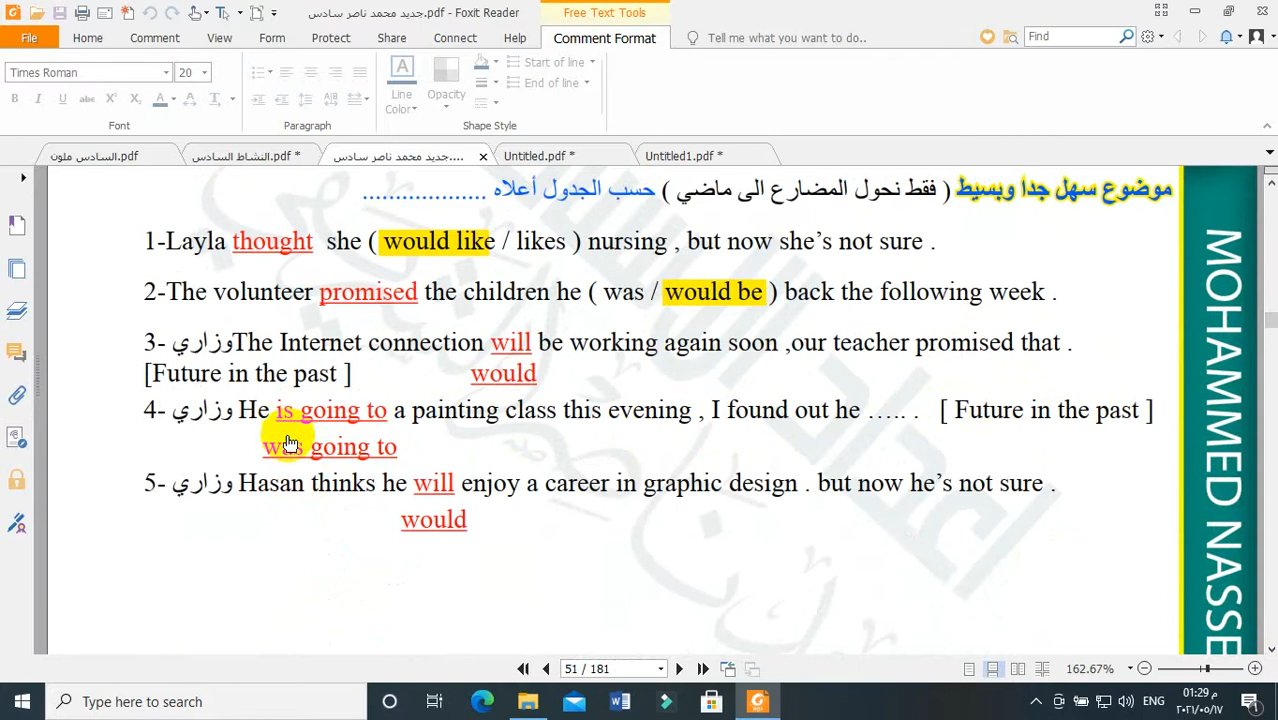 جديد محمد ناصر سادس.pdf - Foxit Reader
Free Text Tools
File Home Comment View Form Protect Share Connect Help Comment Format Tell me what you want to do.. Find
Times Roman 20
Line Color
Opacity
Start of line
End of line
Font Paragraph Shape Style
السادس ملون.pdf النشاط السادس.pdf * جديد محمد ناصر سادس.... Untitled.pdf * Untitled1.pdf *
موضوع سهل جدا وبسيط ( فقط نحول المضارع الى ماضي ) حسب الجدول أعلاه ...................
1-Layla thought she ( would like / likes ) nursing , but now she’s not sure .
2-The volunteer promised the children he ( was / would be ) back the following week .
3- وزاري The Internet connection will be working again soon ,our teacher promised that .
[Future in the past ] would
4- وزاري He is going to a painting class this evening , I found out he ….. . [ Future in the past ]
was going to
5- وزاري Hasan thinks he will enjoy a career in graphic design . but now he’s not sure .
would
MOHAMMED NASSE
51 / 181
162.67%
Type here to search
ENG
01:29 م
٢٠٢١/٠٥/١٧